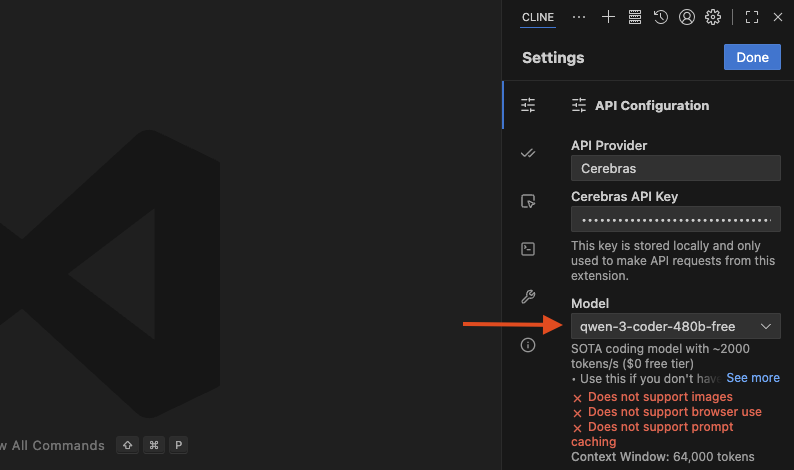 CLINE
Settings
Done
API Configuration
API Provider
Cerebras
Cerebras API Key
This key is stored locally and only
used to make API requests from this
extension.
Model
qwen-3-coder-480b-free
SOTA coding model with ~2000
tokens/s ($0 free tier)
• Use this if you don't have
See more
Does not support images
Does not support browser use
Does not support prompt
caching
Context Window: 64,000 tokens
w All Commands ⇧ ⌘ P